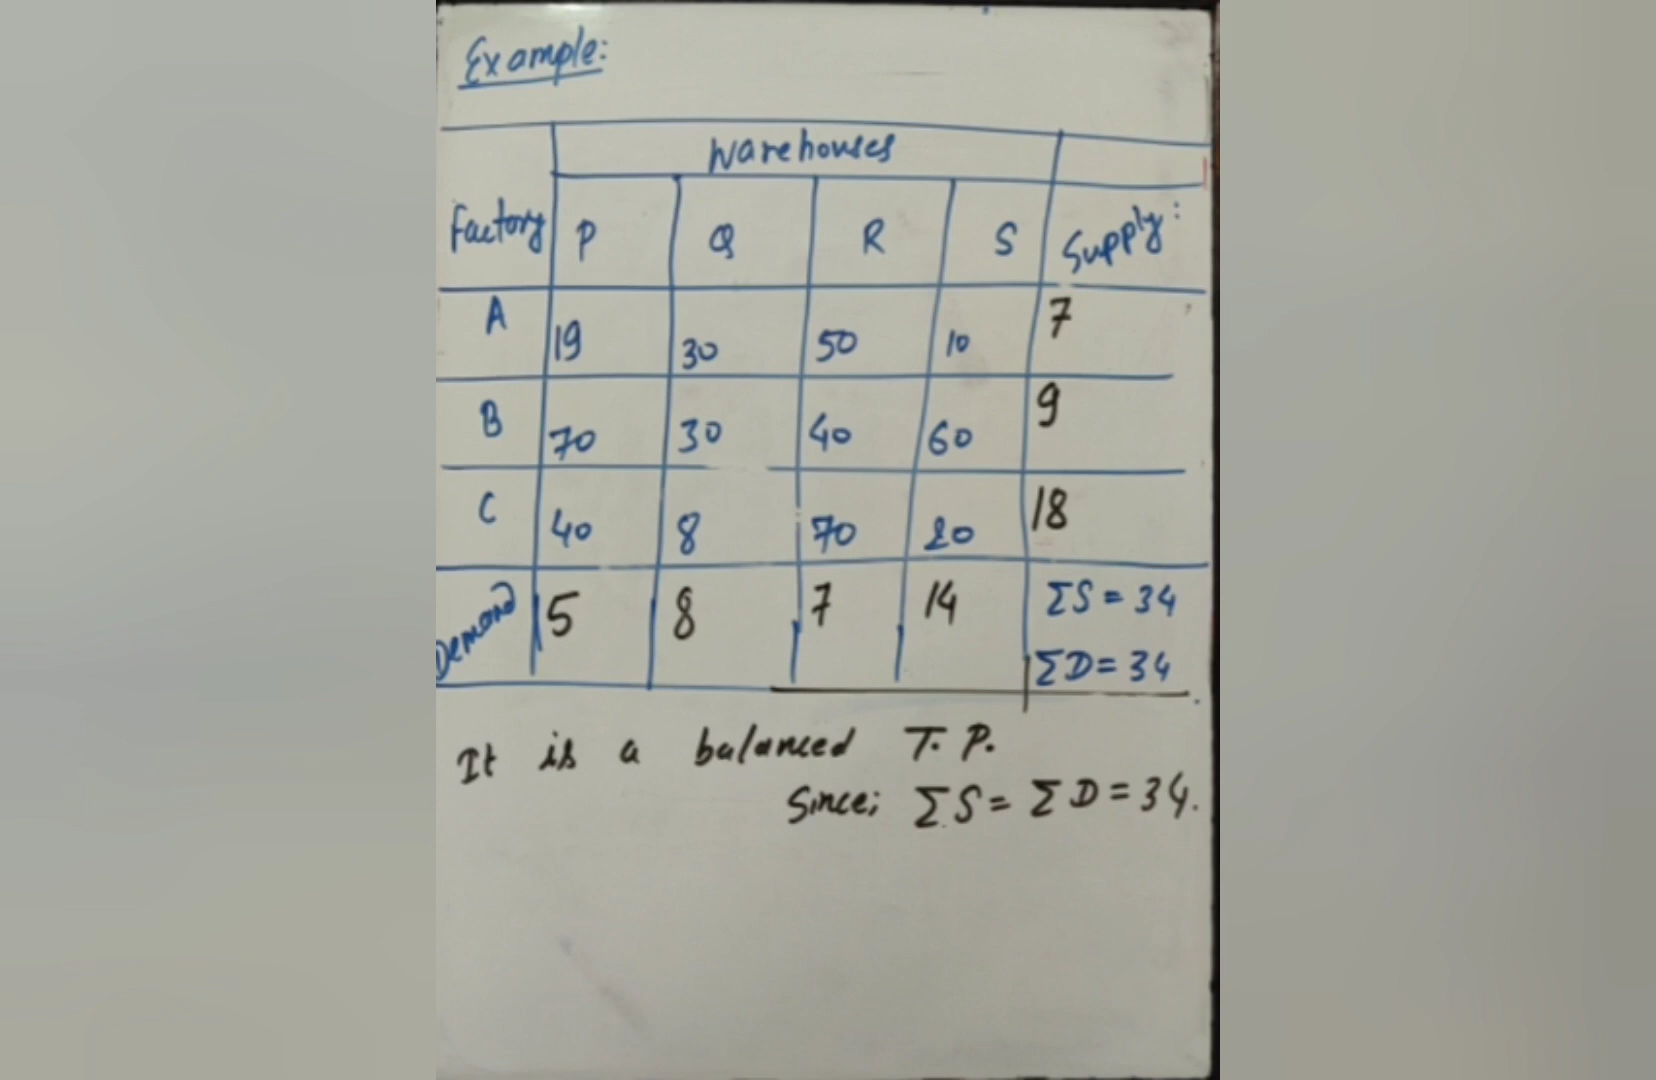 Example:
Warehouses
Factory P Q R S Supply:
A 19 30 50 10 7
B 70 30 40 60 9
C 40 8 70 20 18
Demand 5 8 7 14 ΣS = 34
ΣD = 34
It is a balanced T. P.
Since; ΣS = ΣD = 34.